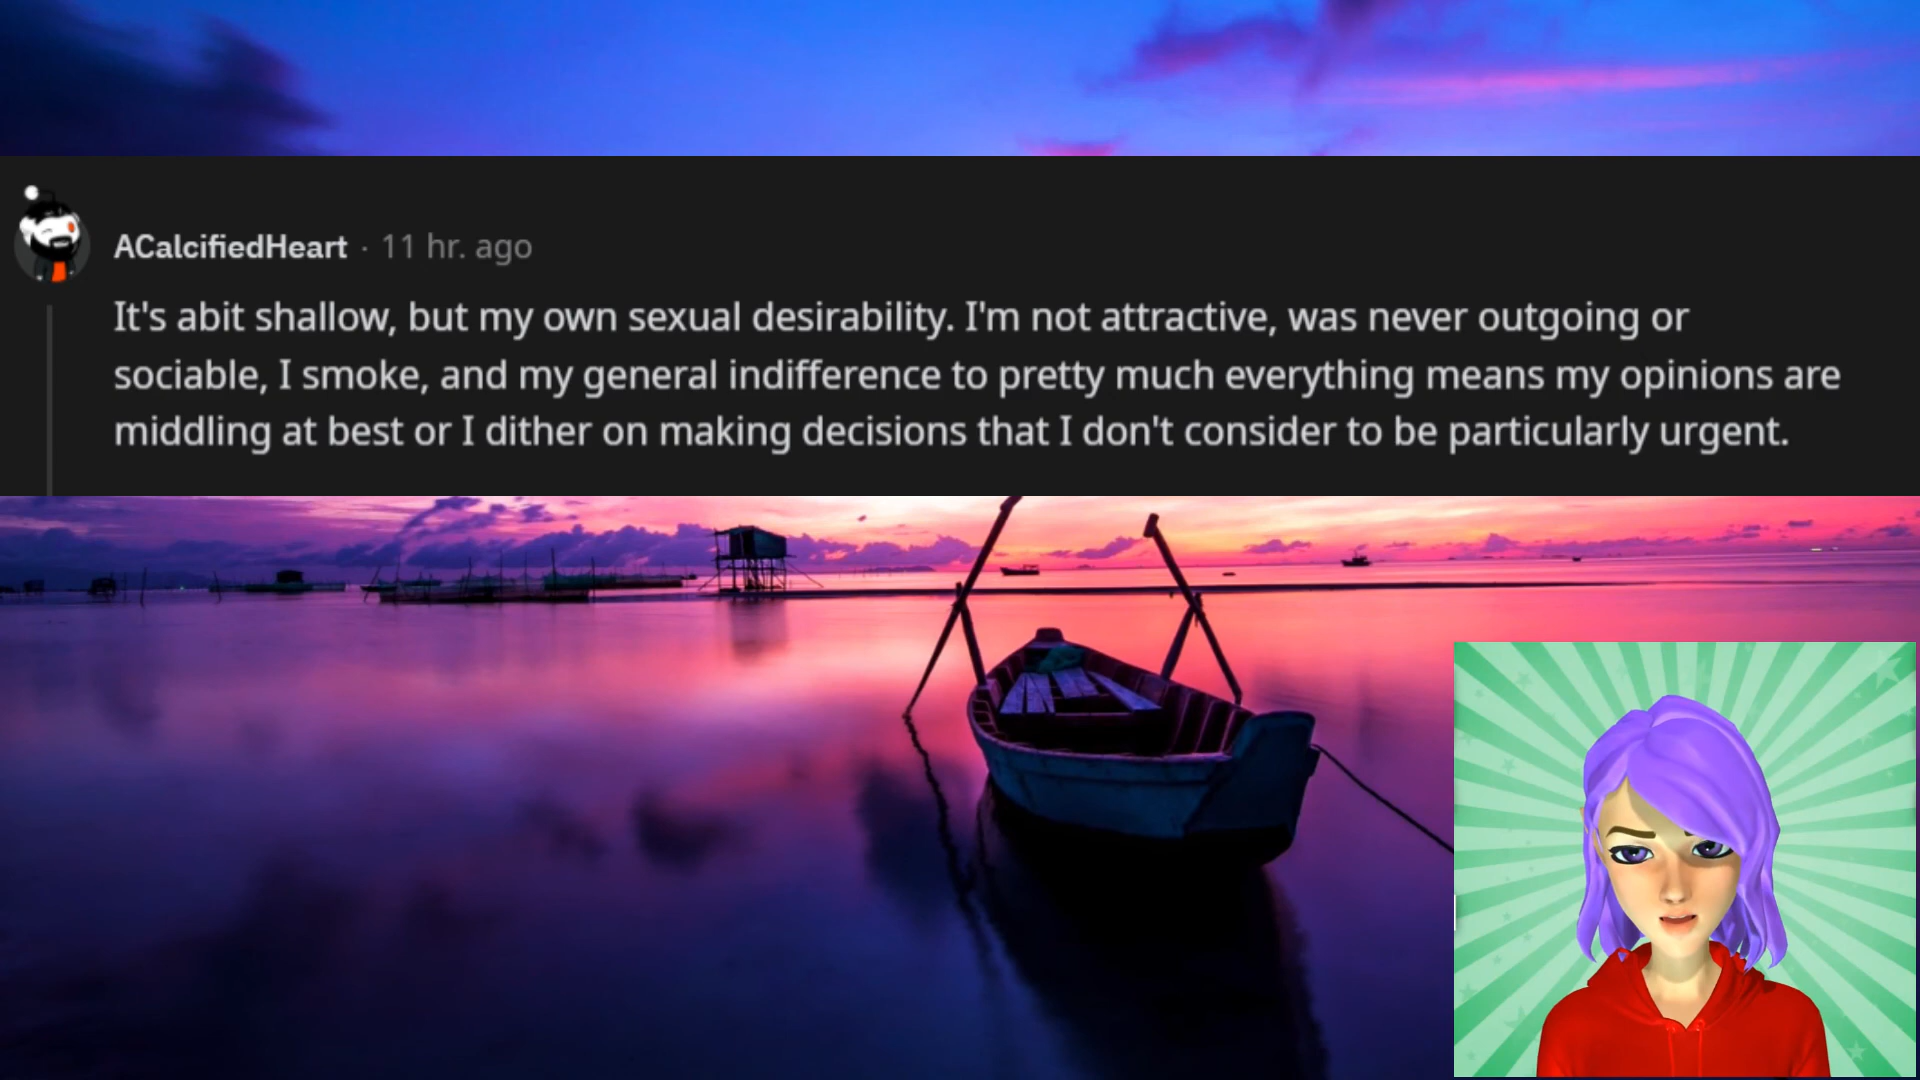 ACalcifiedHeart · 11 hr. ago
It's abit shallow, but my own sexual desirability. I'm not attractive, was never outgoing or
sociable, I smoke, and my general indifference to pretty much everything means my opinions are
middling at best or I dither on making decisions that I don't consider to be particularly urgent.